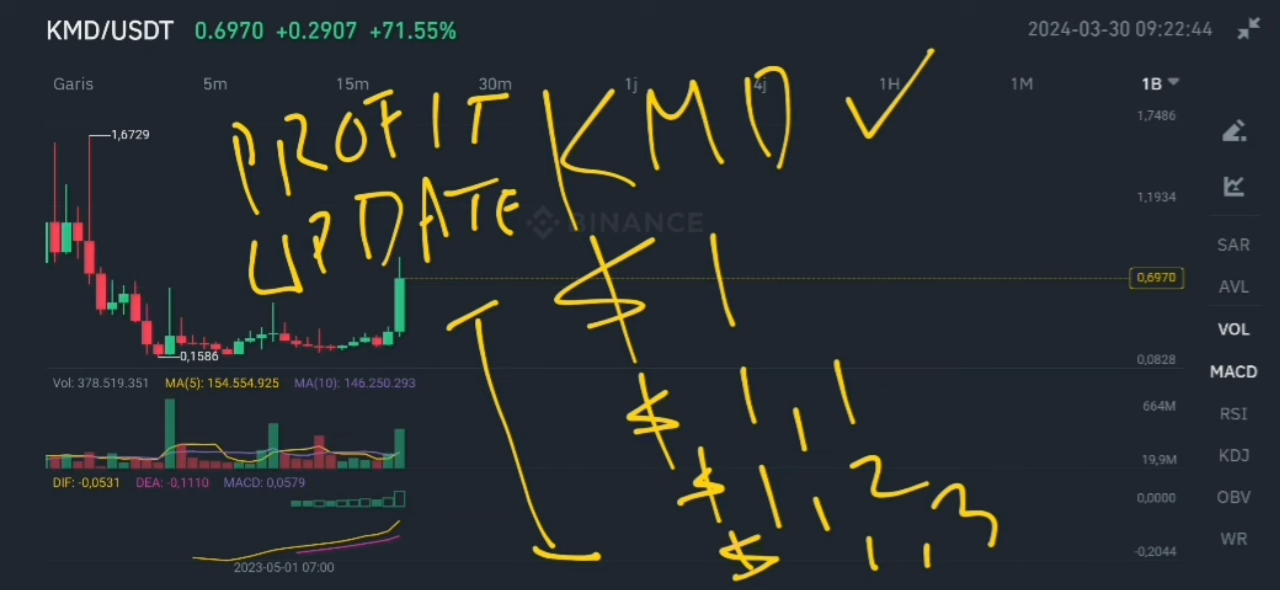 KMD/USDT 0.6970 +0.2907 +71.55% 2024-03-30 09:22:44
Garis 5m 15m 30m 1j 4j 1H 1M 1B
PROFIT KMD
UPDATE
$ 1
$ 1,1
$ 1,2
$ 1,3
BINANCE
1,6729
0,1586
1,7486
1,1934
0,6970
0,0828
Vol: 378.519.351 MA(5): 154.554.925 MA(10): 146.250.293
664M
19,9M
DIF: -0,0531 DEA: -0,1110 MACD: 0,0579
0,0000
-0,2044
2023-05-01 07:00
SAR
AVL
VOL
MACD
RSI
KDJ
OBV
WR